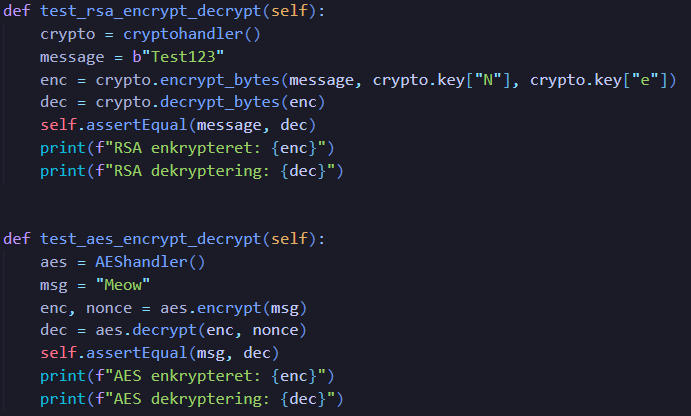 def test_rsa_encrypt_decrypt(self):
    crypto = cryptohandler()
    message = b"Test123"
    enc = crypto.encrypt_bytes(message, crypto.key["N"], crypto.key["e"])
    dec = crypto.decrypt_bytes(enc)
    self.assertEqual(message, dec)
    print(f"RSA enkrypteret: {enc}")
    print(f"RSA dekryptering: {dec}")
def test_aes_encrypt_decrypt(self):
    aes = AEShandler()
    msg = "Meow"
    enc, nonce = aes.encrypt(msg)
    dec = aes.decrypt(enc, nonce)
    self.assertEqual(msg, dec)
    print(f"AES enkrypteret: {enc}")
    print(f"AES dekryptering: {dec}")